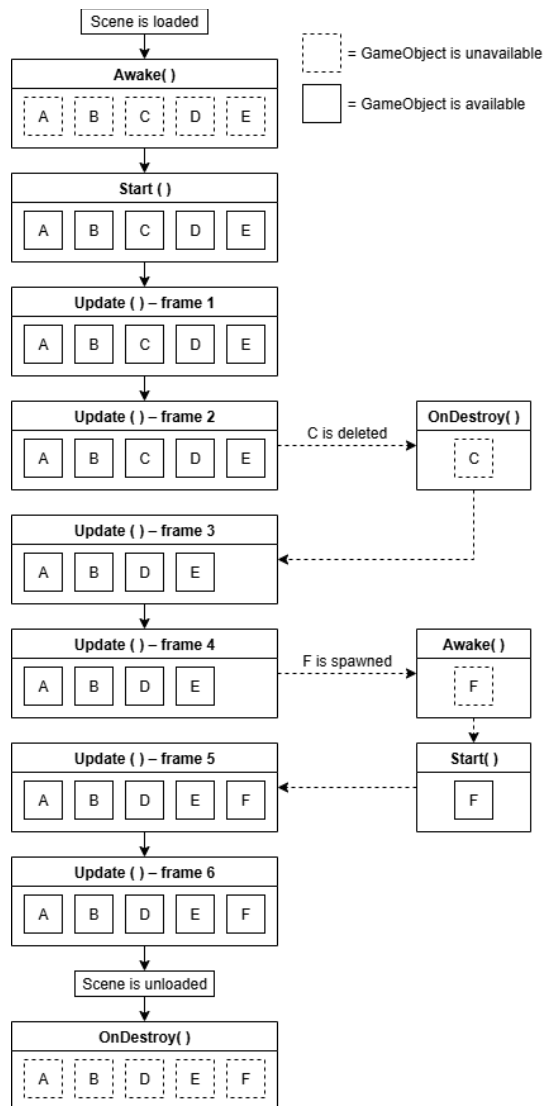 Scene is loaded
= GameObject is unavailable
= GameObject is available
Awake( )
A B C D E
Start ( )
A B C D E
Update ( ) – frame 1
A B C D E
Update ( ) – frame 2
A B C D E
C is deleted
OnDestroy( )
C
Update ( ) – frame 3
A B D E
Update ( ) – frame 4
A B D E
F is spawned
Awake( )
F
Start( )
F
Update ( ) – frame 5
A B D E F
Update ( ) – frame 6
A B D E F
Scene is unloaded
OnDestroy( )
A B D E F